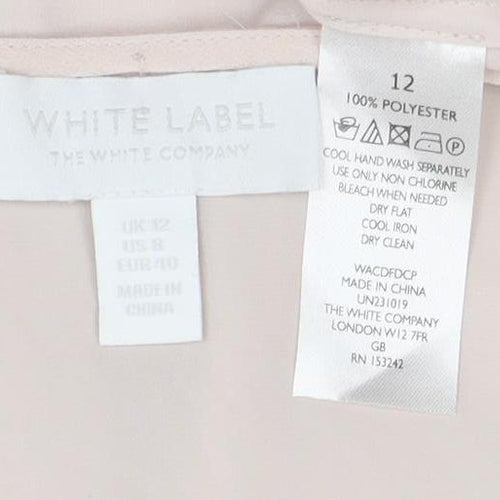 WHITE LABEL
THE WHITE COMPANY
UK 12
US 8
EUR 40
MADE IN
CHINA
12
100% POLYESTER
P
COOL HAND WASH SEPARATELY
USE ONLY NON CHLORINE
BLEACH WHEN NEEDED
DRY FLAT
COOL IRON
DRY CLEAN
WACDFDCP
MADE IN CHINA
UN231019
THE WHITE COMPANY
LONDON W12 7FR
GB
RN 153242